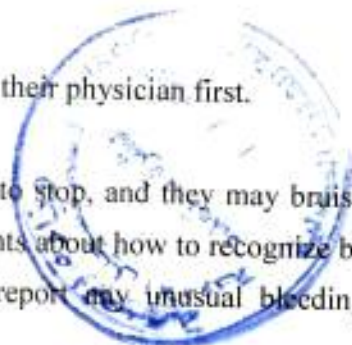 their physician first.
to stop, and they may bruis
nts about how to recognize b
report any unusual bleedin